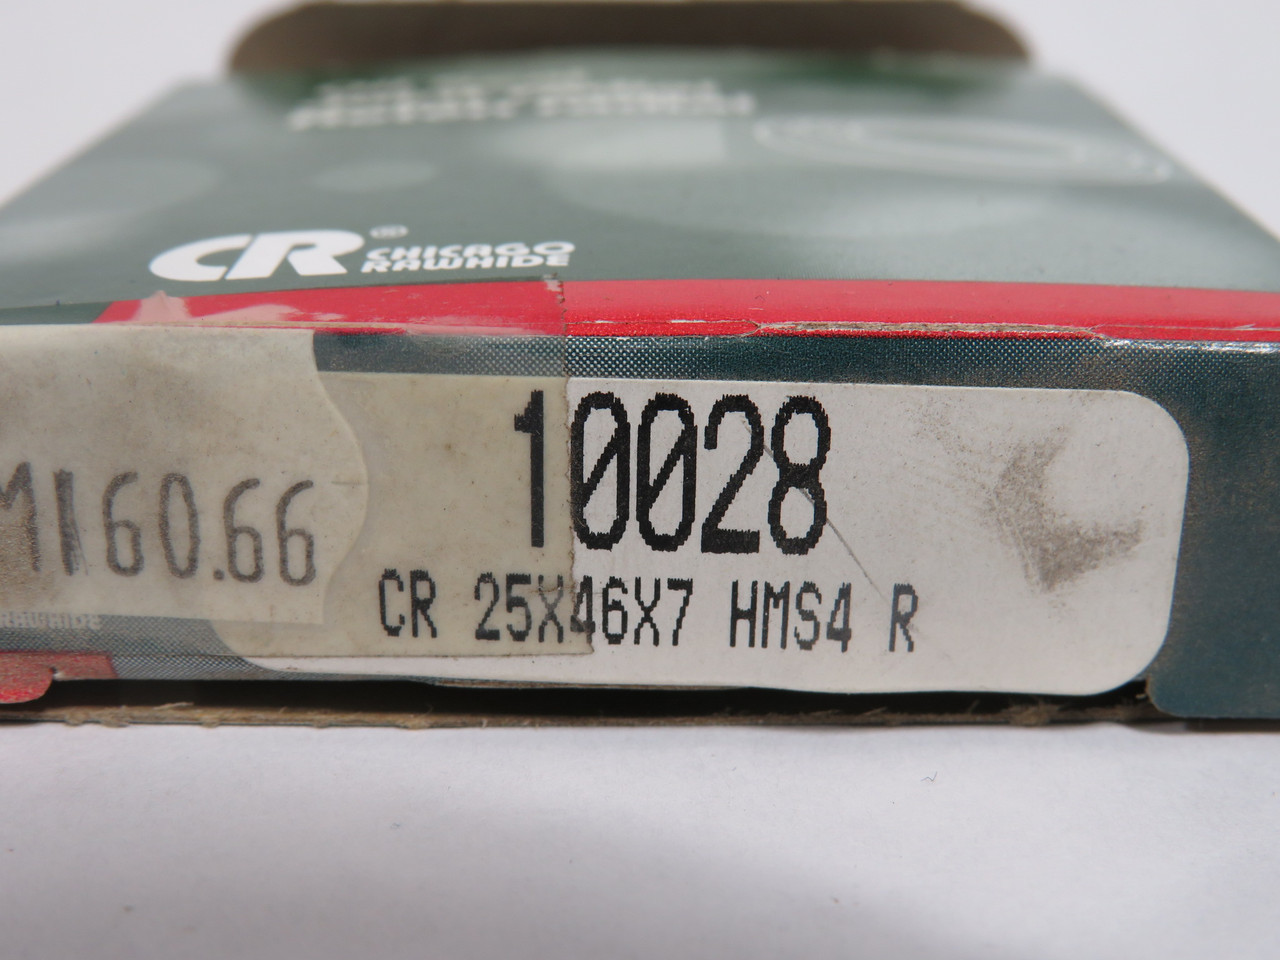 CR® CHICAGO
RAWHIDE
10028
CR 25X46X7 HMS4 R
MI60.66
RAWHIDE